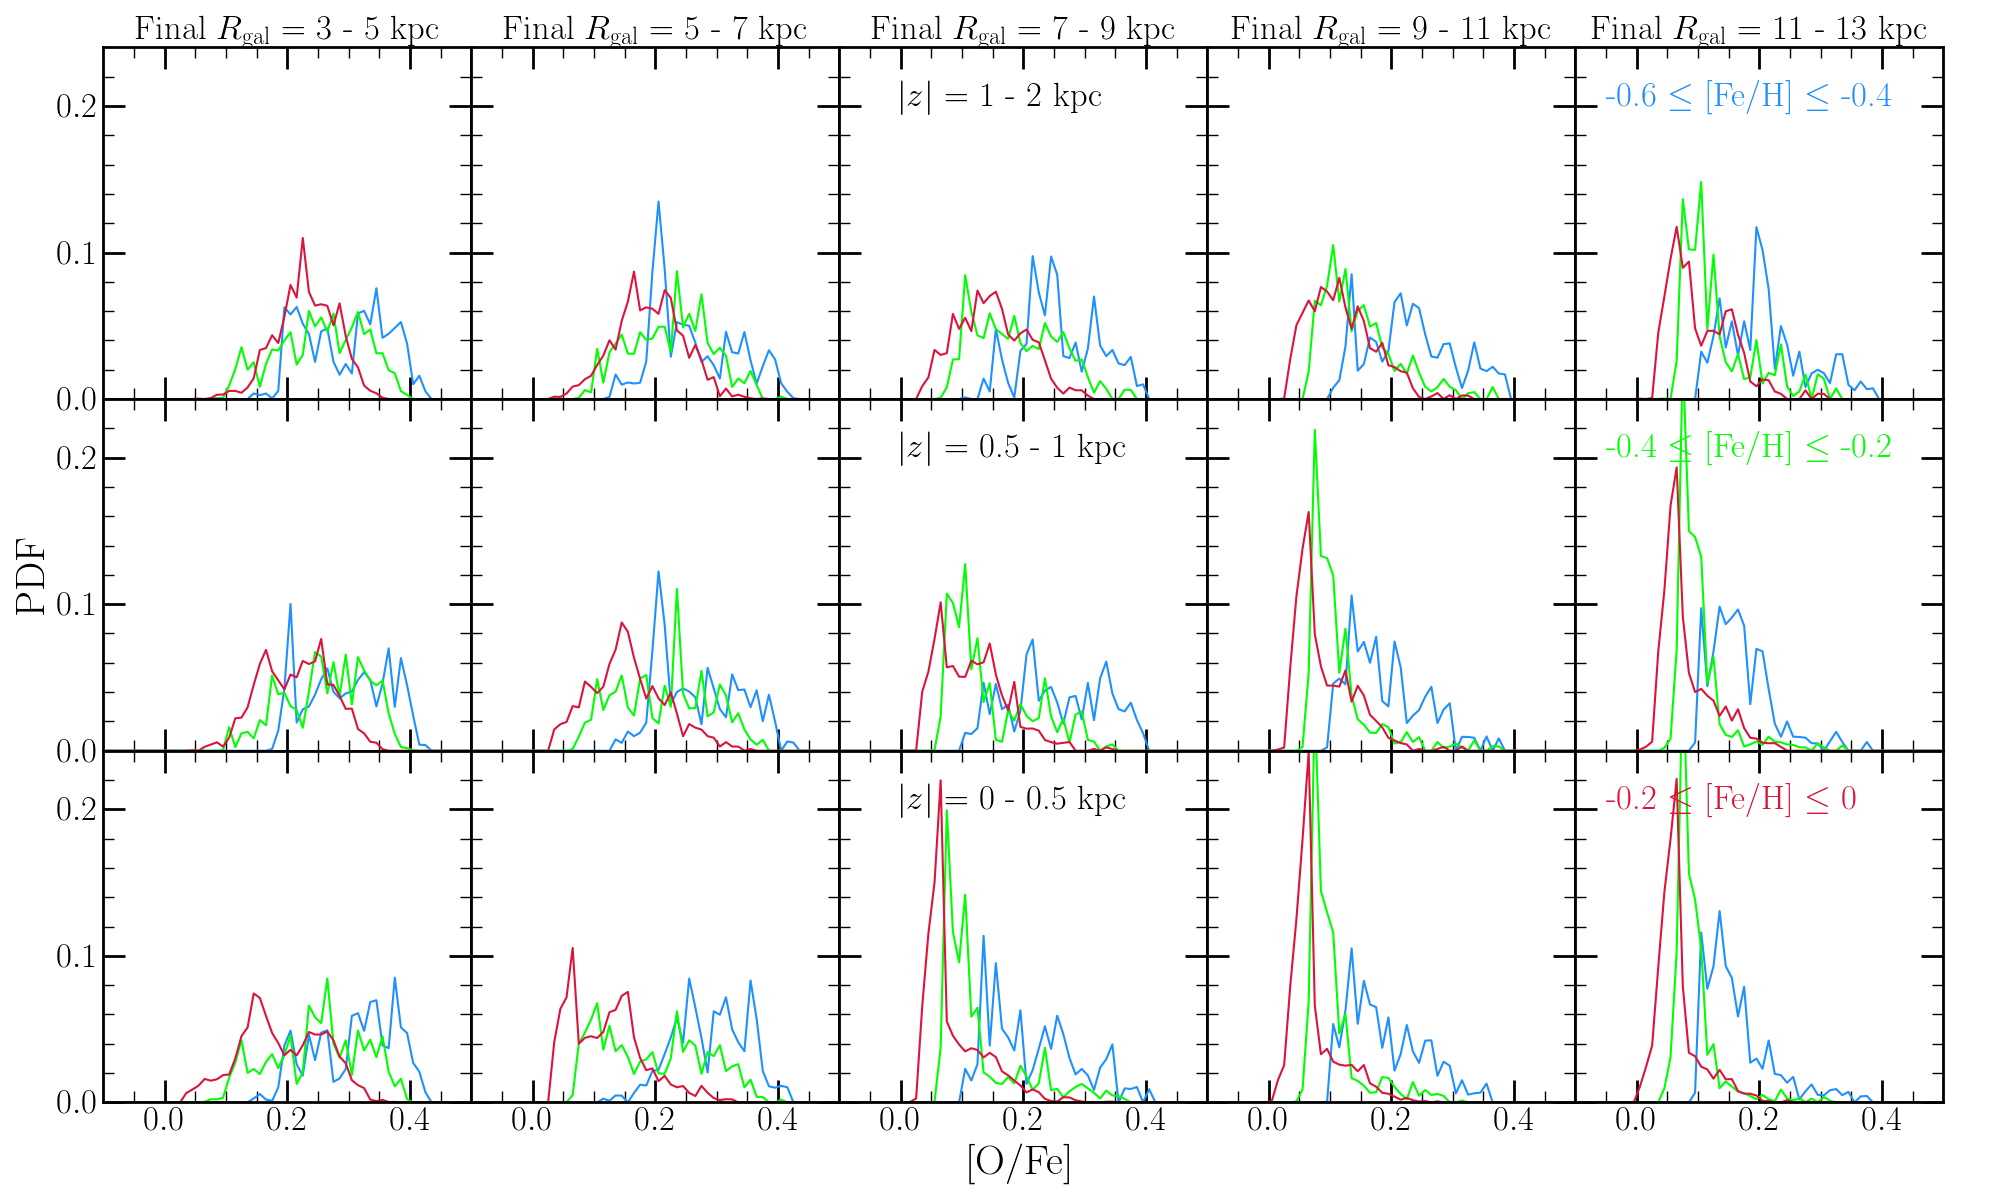 Final R_gal = 3 - 5 kpc
Final R_gal = 5 - 7 kpc
Final R_gal = 7 - 9 kpc
Final R_gal = 9 - 11 kpc
Final R_gal = 11 - 13 kpc
|z| = 1 - 2 kpc
-0.6 ≤ [Fe/H] ≤ -0.4
0.2
0.1
0.0
|z| = 0.5 - 1 kpc
-0.4 ≤ [Fe/H] ≤ -0.2
0.2
0.1
0.0
PDF
|z| = 0 - 0.5 kpc
-0.2 ≤ [Fe/H] ≤ 0
0.2
0.1
0.0
0.0 0.2 0.4 0.0 0.2 0.4 0.0 0.2 0.4 0.0 0.2 0.4 0.0 0.2 0.4
[O/Fe]